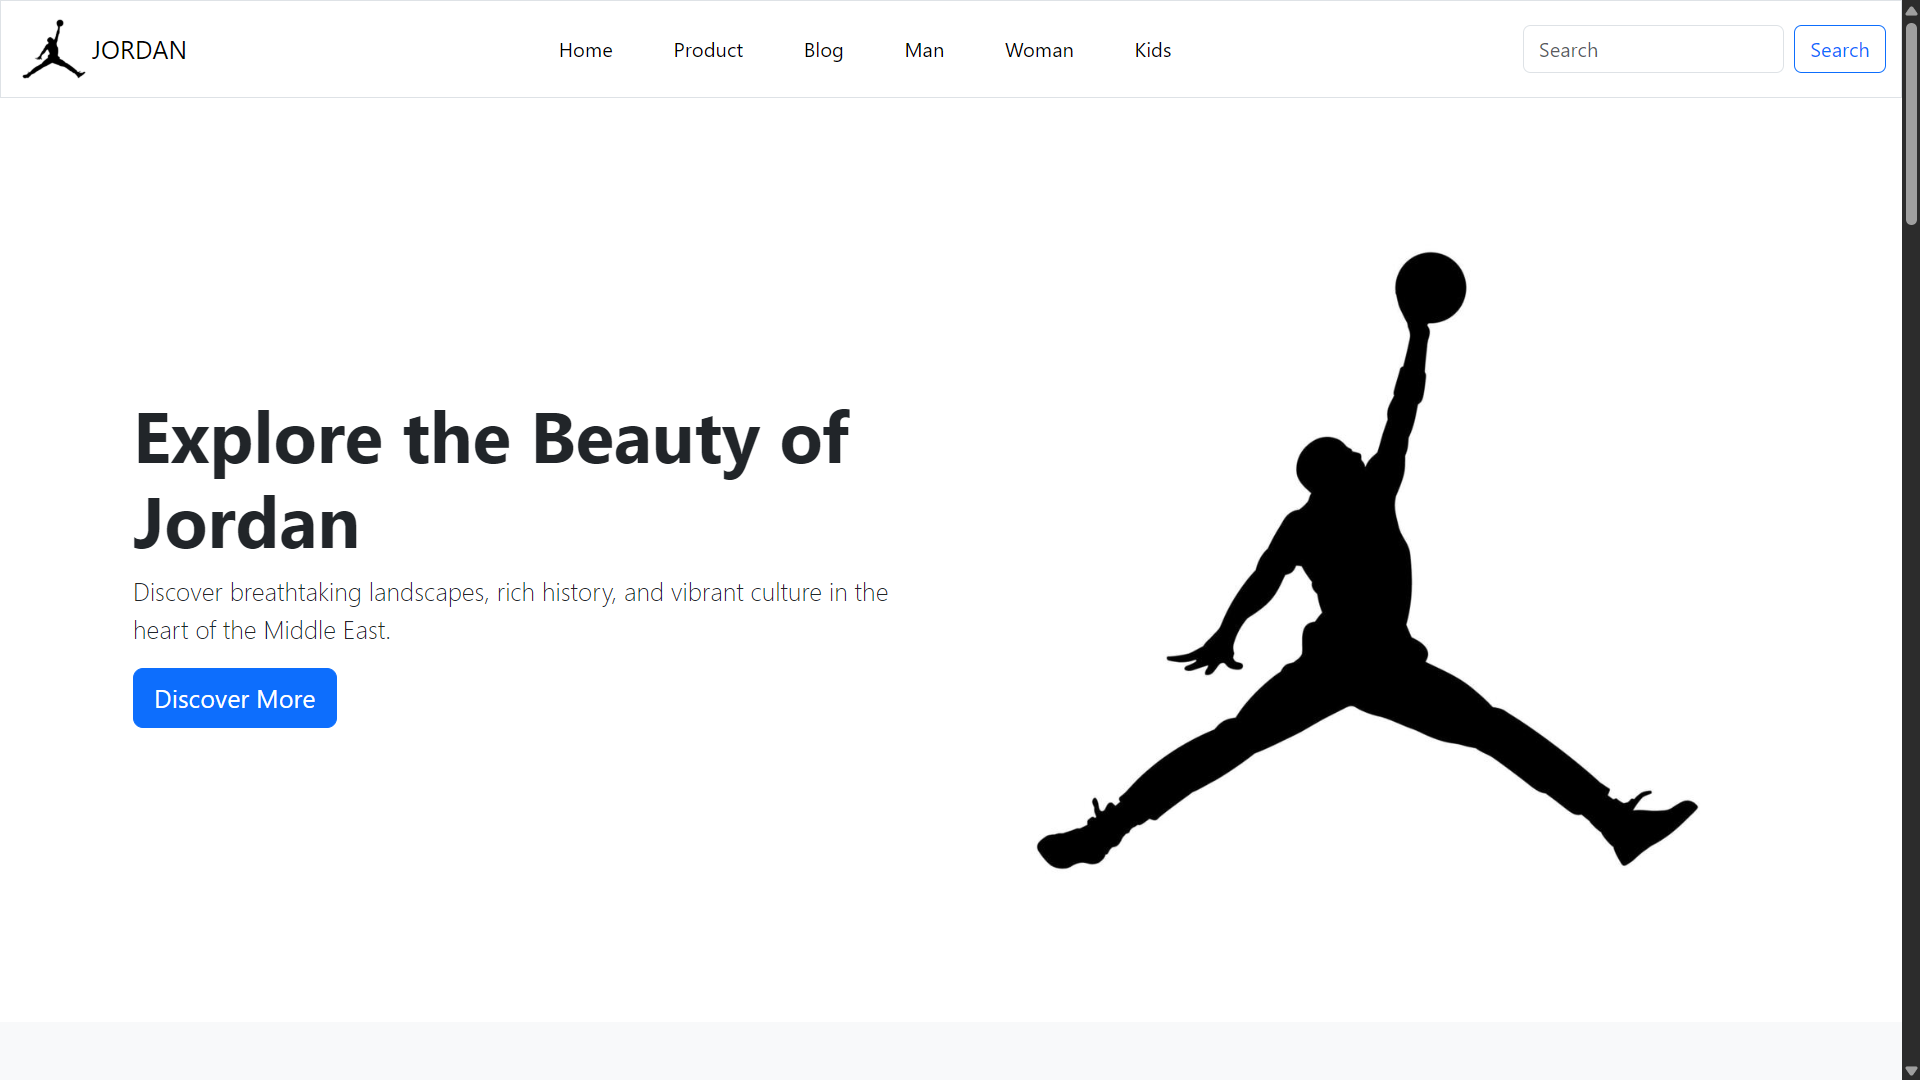 JORDAN
Home Product Blog Man Woman Kids
Search Search
Explore the Beauty of
Jordan
Discover breathtaking landscapes, rich history, and vibrant culture in the
heart of the Middle East.
Discover More